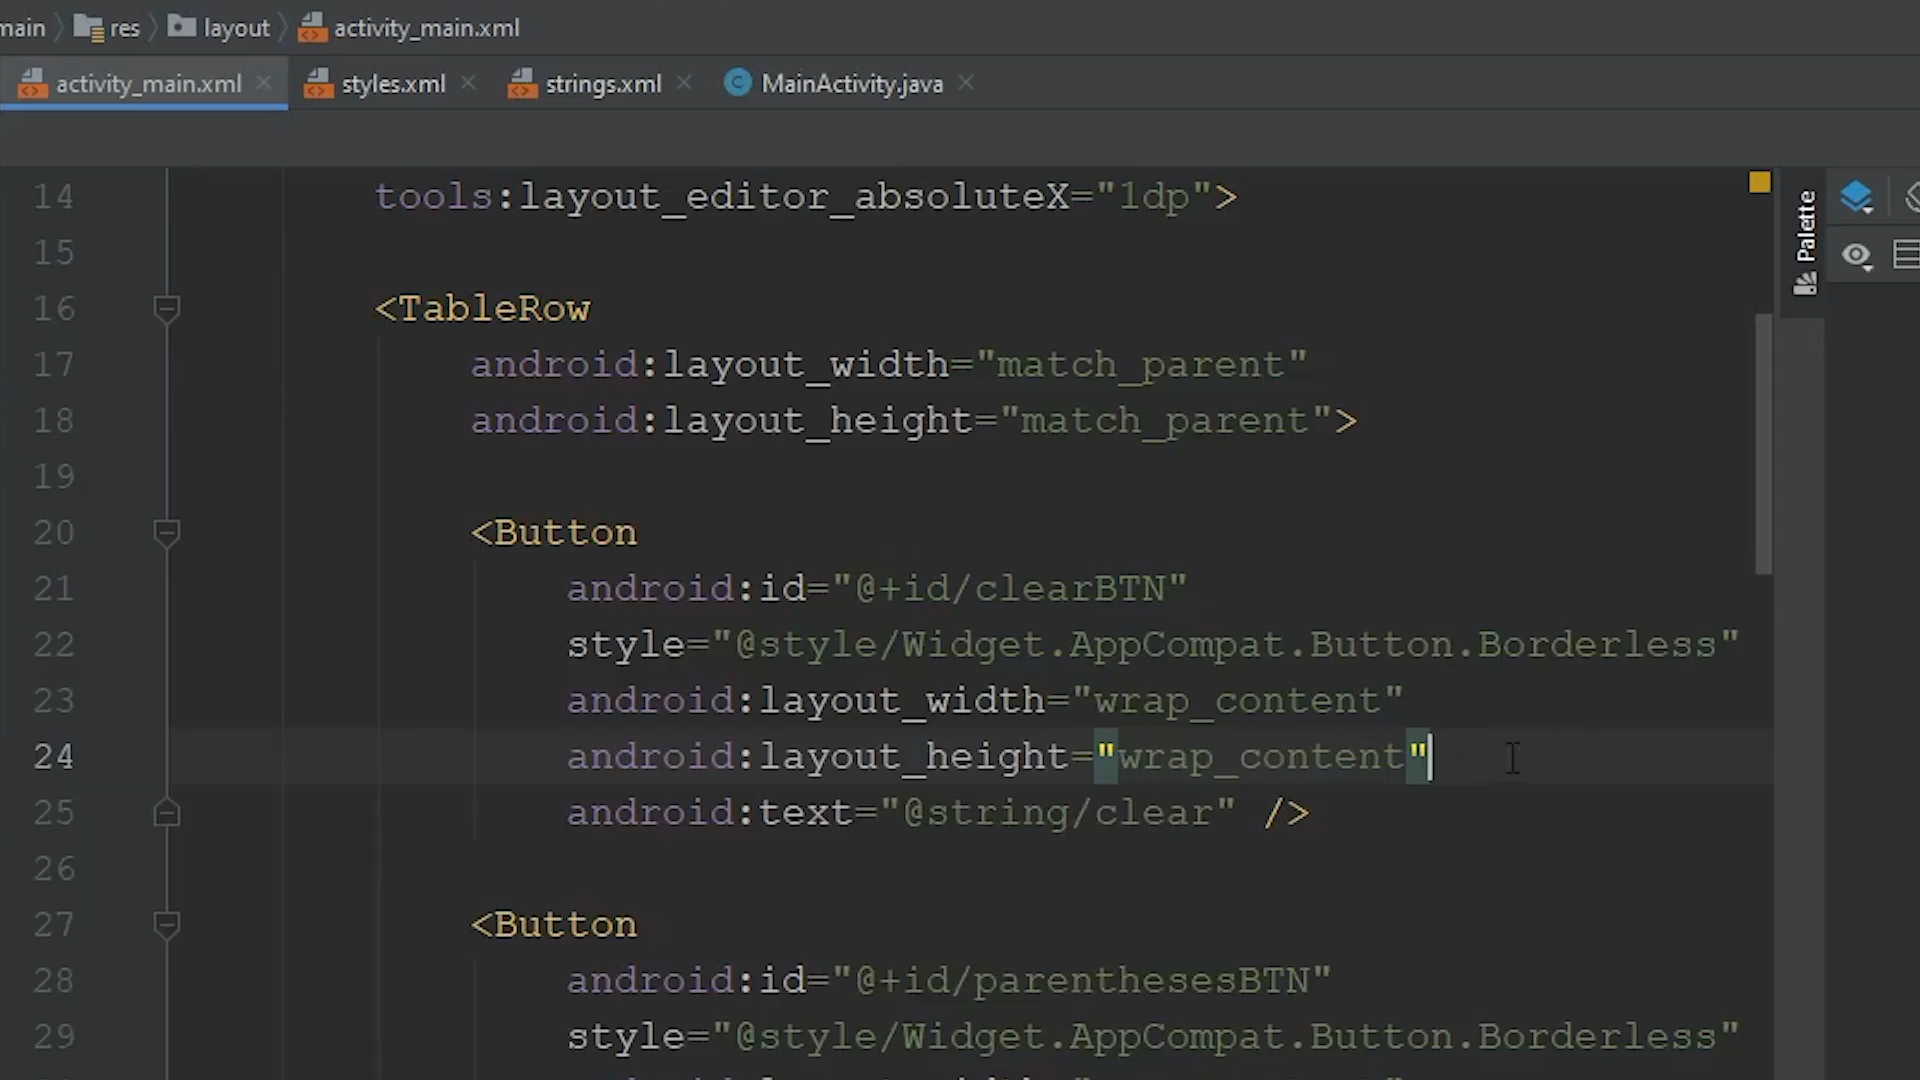 main res layout activity_main.xml
activity_main.xml styles.xml strings.xml MainActivity.java
14 tools:layout_editor_absoluteX="1dp">
15
16 <TableRow
17 android:layout_width="match_parent"
18 android:layout_height="match_parent">
19
20 <Button
21 android:id="@+id/clearBTN"
22 style="@style/Widget.AppCompat.Button.Borderless"
23 android:layout_width="wrap_content"
24 android:layout_height="wrap_content"
25 android:text="@string/clear" />
26
27 <Button
28 android:id="@+id/parenthesesBTN"
29 style="@style/Widget.AppCompat.Button.Borderless"
Palette